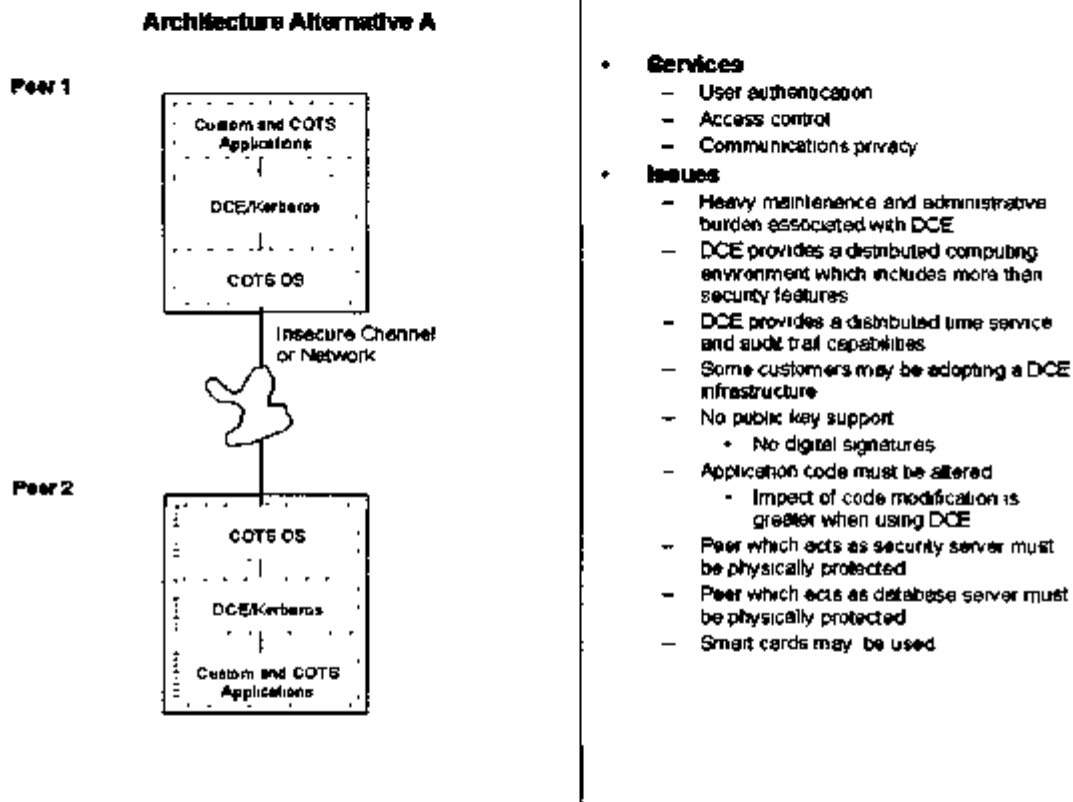 Architecture Alternative A
Peer 1
Custom and COTS
Applications
DCE/Kerberos
COTS OS
Insecure Channel
or Network
Peer 2
COTS OS
DCE/Kerberos
Custom and COTS
Applications
• Services
– User authentication
– Access control
– Communications privacy
• Issues
– Heavy maintenance and administrative
burden associated with DCE
– DCE provides a distributed computing
environment which includes more than
security features
– DCE provides a distributed time service
and audit trail capabilities
– Some customers may be adopting a DCE
infrastructure
– No public key support
• No digital signatures
– Application code must be altered
• Impact of code modification is
greater when using DCE
– Peer which acts as security server must
be physically protected
– Peer which acts as database server must
be physically protected
– Smart cards may be used